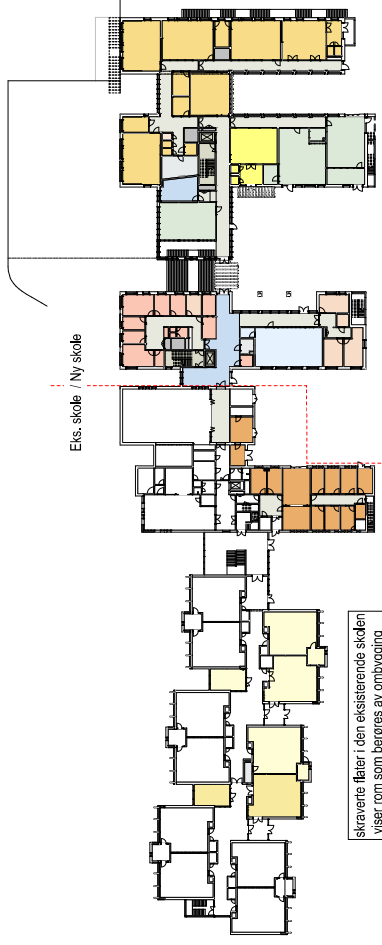 Eks. skole / Ny skole
skraverte flater i den eksisterende skolen
viser rom som berøres av ombygging